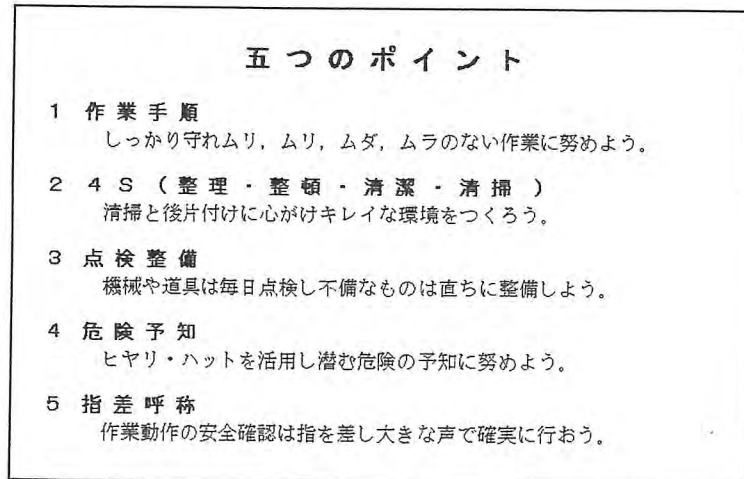 五つのポイント
1 作業手順
しっかり守れムリ，ムリ，ムダ，ムラのない作業に努めよう。
2 4S（整理・整頓・清潔・清掃）
清掃と後片付けに心がけキレイな環境をつくろう。
3 点検整備
機械や道具は毎日点検し不備なものは直ちに整備しよう。
4 危険予知
ヒヤリ・ハットを活用し潜む危険の予知に努めよう。
5 指差呼称
作業動作の安全確認は指を差し大きな声で確実に行おう。